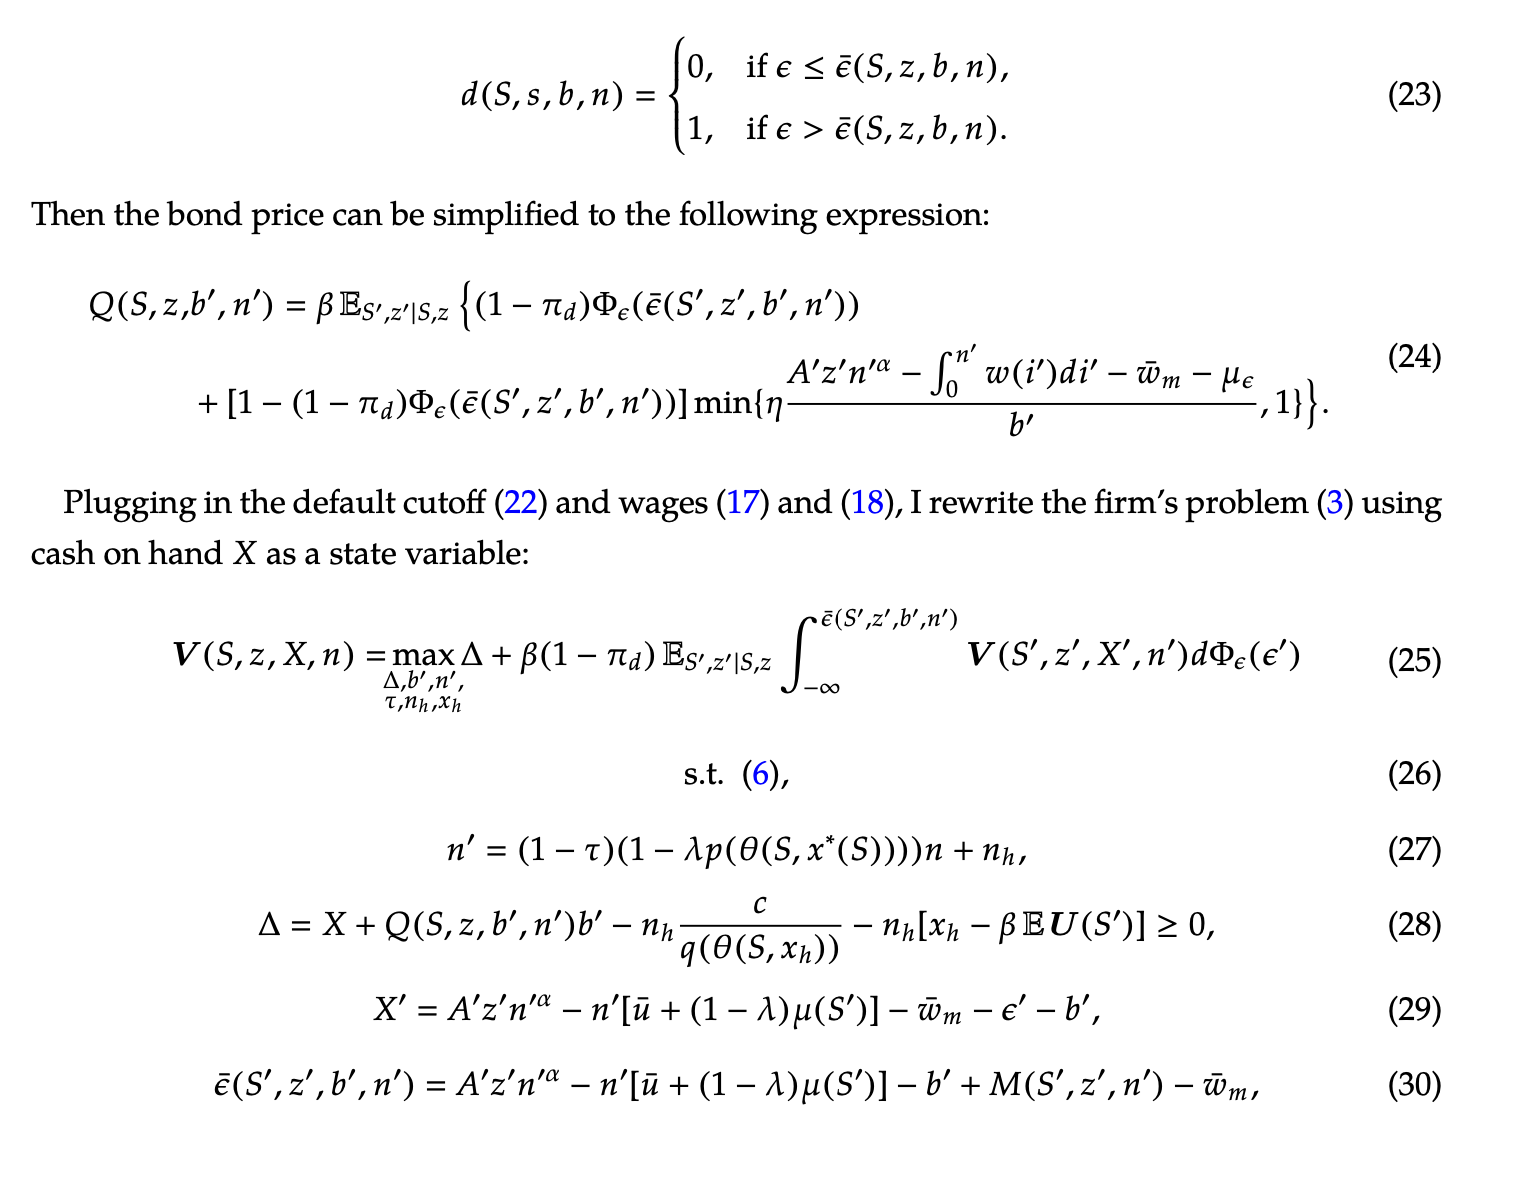 d(S, s, b, n) = { 0, if ϵ ≤ ϵ̄(S, z, b, n),
1, if ϵ > ϵ̄(S, z, b, n). (23)
Then the bond price can be simplified to the following expression:
Q(S, z,b′, n′) = β 𝔼_{S′,z′|S,z} { (1 − π_d)Φ_ϵ(ϵ̄(S′, z′, b′, n′))
+ [1 − (1 − π_d)Φ_ϵ(ϵ̄(S′, z′, b′, n′))] min{η \frac{A′z′n′^α − ∫_0^{n′} w(i′)di′ − w̄_m − μ_ϵ}{b′}, 1} }. (24)
Plugging in the default cutoff (22) and wages (17) and (18), I rewrite the firm’s problem (3) using
cash on hand X as a state variable:
V(S, z, X, n) = max_{Δ,b′,n′, τ,n_h,x_h} Δ + β(1 − π_d) 𝔼_{S′,z′|S,z} ∫_{−∞}^{ϵ̄(S′,z′,b′,n′)} V(S′, z′, X′, n′)dΦ_ϵ(ϵ′) (25)
s.t. (6), (26)
n′ = (1 − τ)(1 − λp(θ(S, x*(S))))n + n_h, (27)
Δ = X + Q(S, z, b′, n′)b′ − n_h \frac{c}{q(θ(S, x_h))} − n_h[x_h − β 𝔼 U(S′)] ≥ 0, (28)
X′ = A′z′n′^α − n′[ū + (1 − λ)μ(S′)] − w̄_m − ϵ′ − b′, (29)
ϵ̄(S′, z′, b′, n′) = A′z′n′^α − n′[ū + (1 − λ)μ(S′)] − b′ + M(S′, z′, n′) − w̄_m, (30)